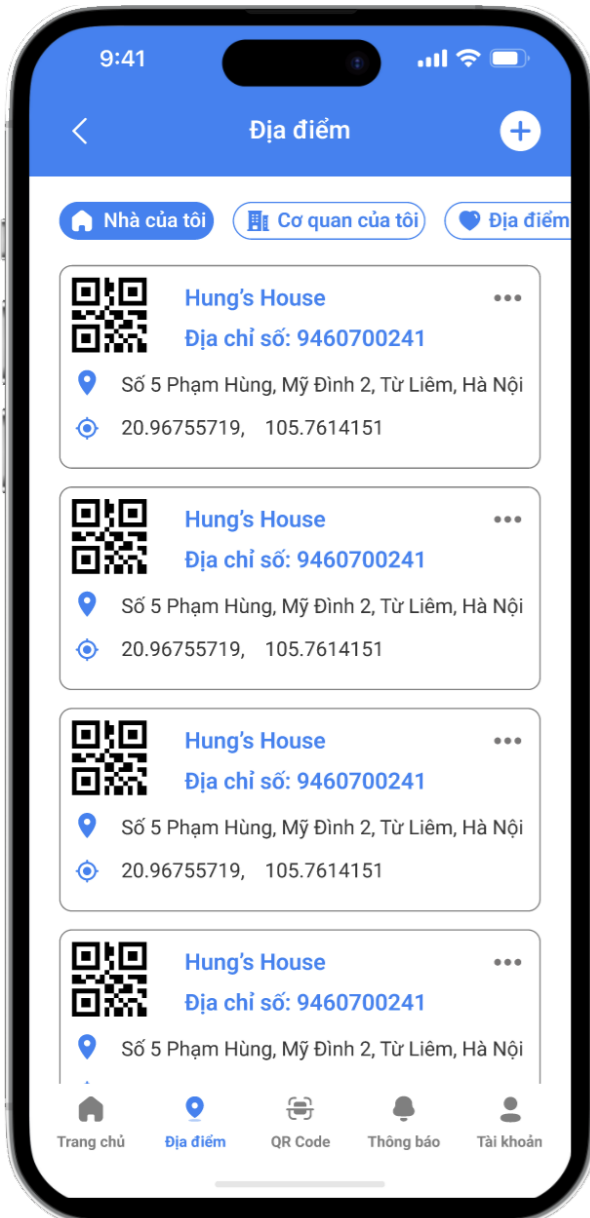 9:41
Địa điểm
Nhà của tôi
Cơ quan của tôi
Địa điểm
Hung's House
Địa chỉ số: 9460700241
Số 5 Phạm Hùng, Mỹ Đình 2, Từ Liêm, Hà Nội
20.96755719, 105.7614151
Hung's House
Địa chỉ số: 9460700241
Số 5 Phạm Hùng, Mỹ Đình 2, Từ Liêm, Hà Nội
20.96755719, 105.7614151
Hung's House
Địa chỉ số: 9460700241
Số 5 Phạm Hùng, Mỹ Đình 2, Từ Liêm, Hà Nội
20.96755719, 105.7614151
Hung's House
Địa chỉ số: 9460700241
Số 5 Phạm Hùng, Mỹ Đình 2, Từ Liêm, Hà Nội
Trang chủ
Địa điểm
QR Code
Thông báo
Tài khoản